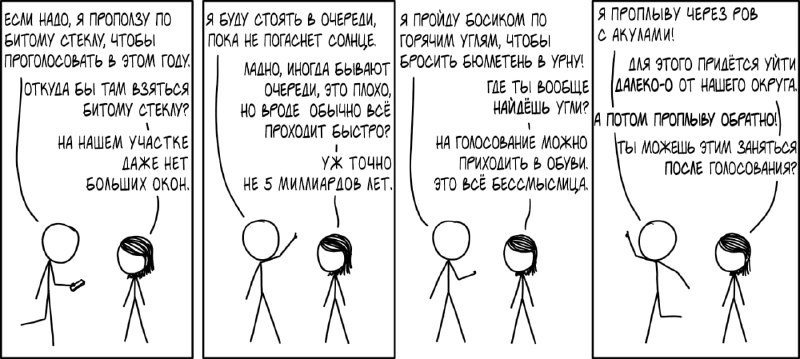 ЕСЛИ НАДО, Я ПРОПОЛЗУ ПО
БИТОМУ СТЕКЛУ, ЧТОБЫ
ПРОГОЛОСОВАТЬ В ЭТОМ ГОДУ.
ОТКУДА БЫ ТАМ ВЗЯТЬСЯ
БИТОМУ СТЕКЛУ?
НА НАШЕМ УЧАСТКЕ
ДАЖЕ НЕТ
БОЛЬШИХ ОКОН.
Я БУДУ СТОЯТЬ В ОЧЕРЕДИ,
ПОКА НЕ ПОГАСНЕТ СОЛНЦЕ.
ЛАДНО, ИНОГДА БЫВАЮТ
ОЧЕРЕДИ, ЭТО ПЛОХО,
НО ВРОДЕ ОБЫЧНО ВСЁ
ПРОХОДИТ БЫСТРО?
УЖ ТОЧНО
НЕ 5 МИЛЛИАРДОВ ЛЕТ.
Я ПРОЙДУ БОСИКОМ ПО
ГОРЯЧИМ УГЛЯМ, ЧТОБЫ
БРОСИТЬ БЮЛЛЕТЕНЬ В УРНУ!
ГДЕ ТЫ ВООБЩЕ
НАЙДЁШЬ УГЛИ?
НА ГОЛОСОВАНИЕ МОЖНО
ПРИХОДИТЬ В ОБУВИ.
ЭТО ВСЁ БЕССМЫСЛИЦА.
Я ПРОПЛЫВУ ЧЕРЕЗ РОВ
С АКУЛАМИ!
ДЛЯ ЭТОГО ПРИДЁТСЯ УЙТИ
ДАЛЕКО-О ОТ НАШЕГО ОКРУГА.
А ПОТОМ ПРОПЛЫВУ ОБРАТНО!
ТЫ МОЖЕШЬ ЭТИМ ЗАНЯТЬСЯ
ПОСЛЕ ГОЛОСОВАНИЯ?